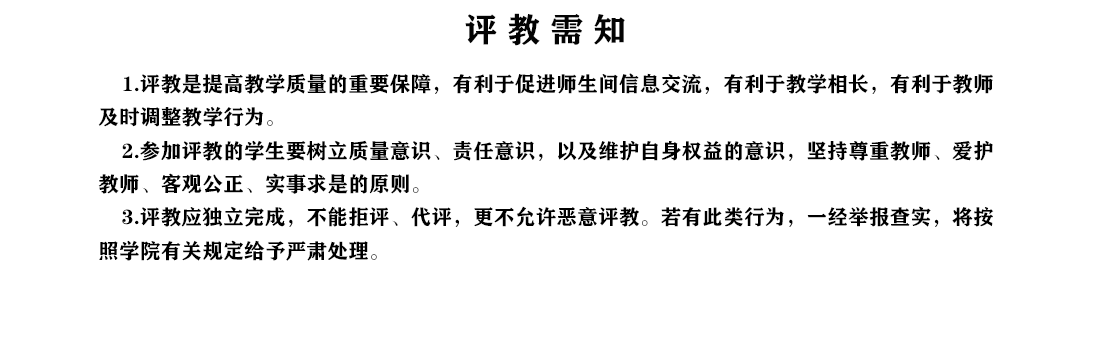 评教需知
1.评教是提高教学质量的重要保障，有利于促进师生间信息交流，有利于教学相长，有利于教师
及时调整教学行为。
2.参加评教的学生要树立质量意识、责任意识，以及维护自身权益的意识，坚持尊重教师、爱护
教师、客观公正、实事求是的原则。
3.评教应独立完成，不能拒评、代评，更不允许恶意评教。若有此类行为，一经举报查实，将按
照学院有关规定给予严肃处理。